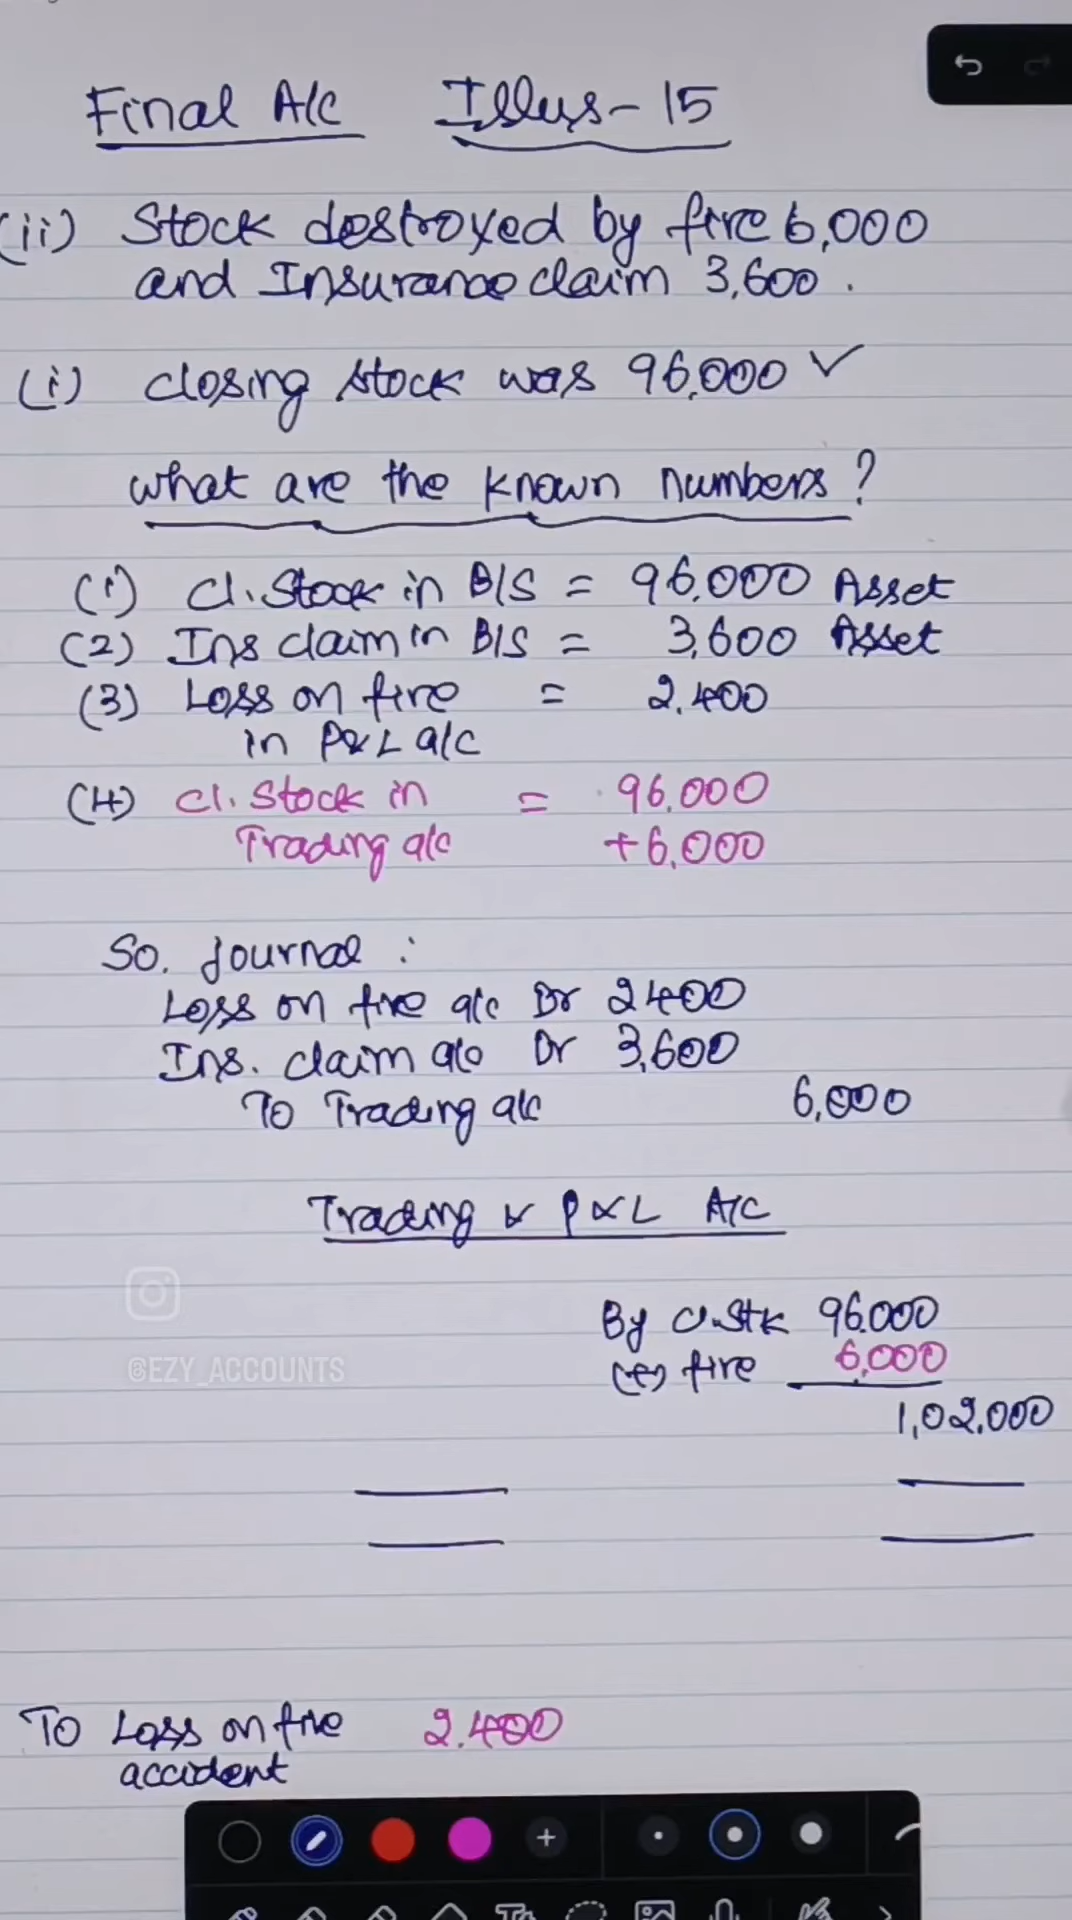 Final A/c Illus-15
(ii) Stock destroyed by fire 6,000
and Insurance claim 3,600.
(i) closing stock was 96,000 ✓
what are the known numbers?
(1) Cl. Stock in B/S = 96,000 Asset
(2) Ins claim in B/S = 3,600 Asset
(3) Loss on fire = 2,400
in P&L a/c
(4) Cl. Stock in = 96,000
Trading a/c +6,000
So, Journal :
Loss on fire a/c Dr 2400
Ins. claim a/c Dr 3,600
To Trading a/c 6,000
Trading & P&L A/C
By Cl. Stk 96,000
(+) fire 6,000
1,02,000
@EZY_ACCOUNTS
To Loss on fire 2,400
accident